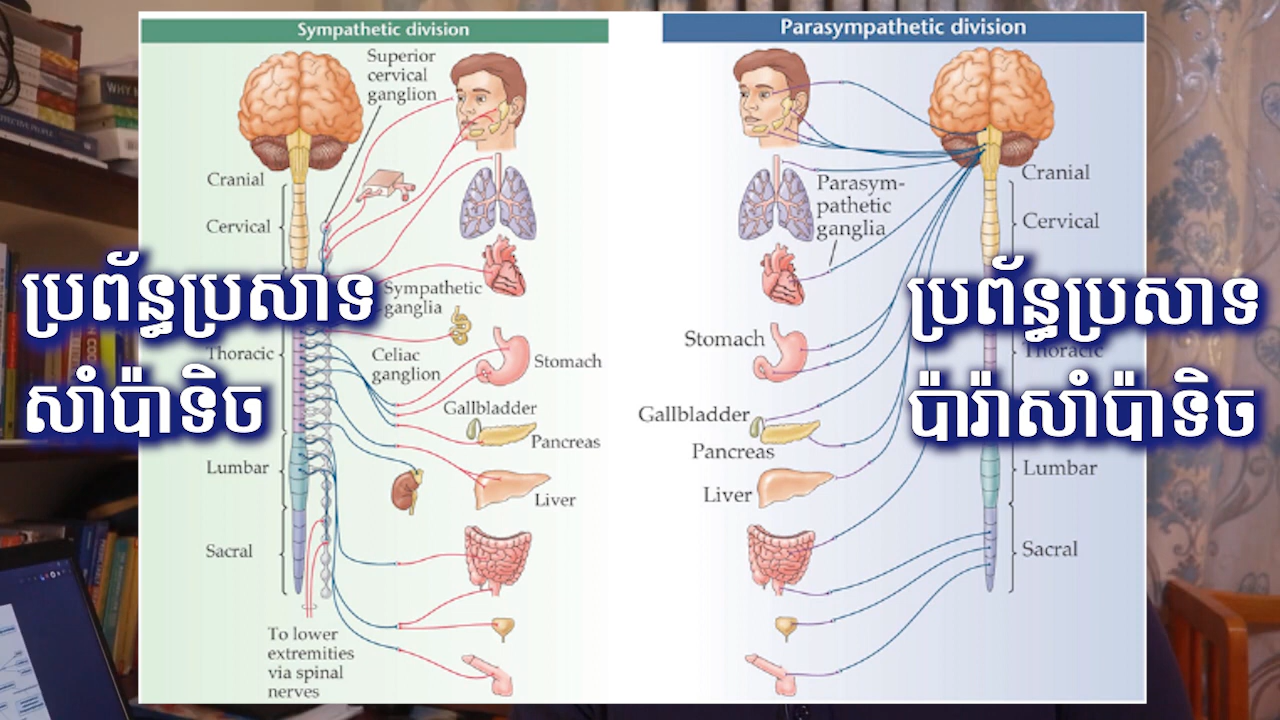 Sympathetic division
Superior
cervical
ganglion
Cranial
Cervical
ប្រព័ន្ធប្រសាទ
សាំប៉ាទិច
Sympathetic
ganglia
Thoracic
Celiac
ganglion
Stomach
Gallbladder
Pancreas
Lumbar
Liver
Sacral
To lower
extremities
via spinal
nerves
Parasympathetic division
Cranial
Parasym-
pathetic
ganglia
Cervical
ប្រព័ន្ធប្រសាទ
ប៉ារ៉ាសាំប៉ាទិច
Stomach
Thoracic
Gallbladder
Pancreas
Lumbar
Liver
Sacral